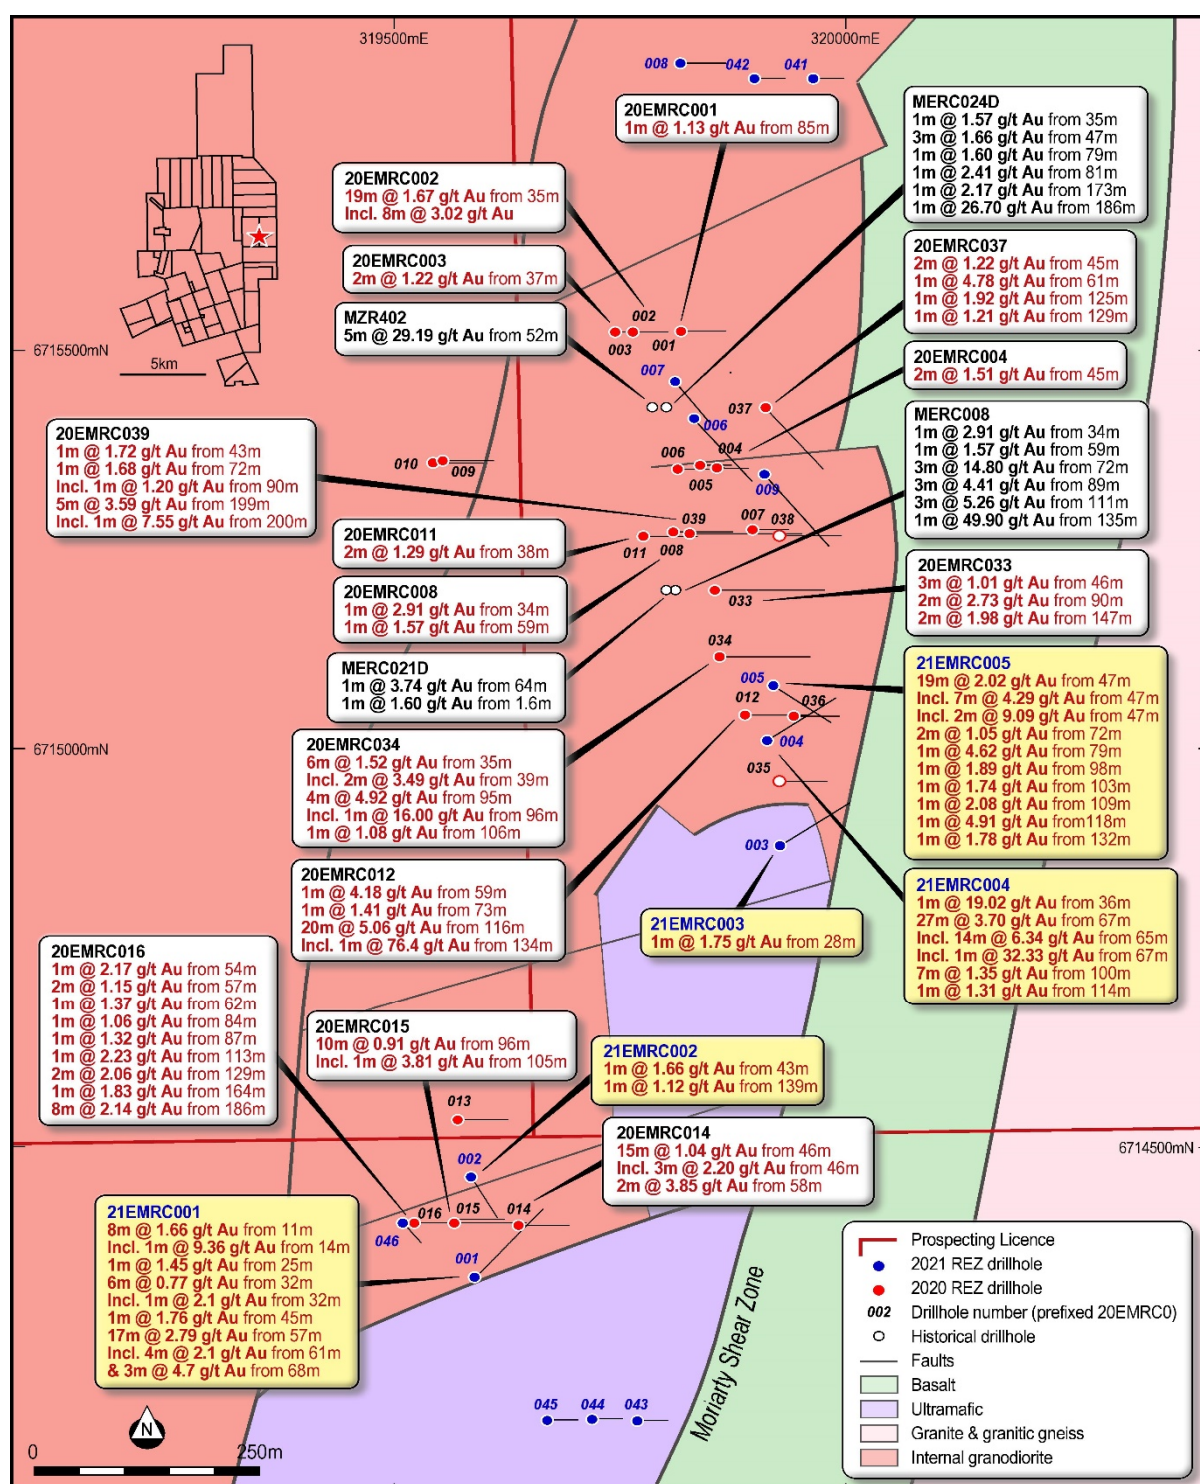 319500mE
320000mE
008
042
041
20EMRC001
1m @ 1.13 g/t Au from 85m
MERC024D
1m @ 1.57 g/t Au from 35m
3m @ 1.66 g/t Au from 47m
1m @ 1.60 g/t Au from 79m
1m @ 2.41 g/t Au from 81m
1m @ 2.17 g/t Au from 173m
1m @ 26.70 g/t Au from 186m
20EMRC002
19m @ 1.67 g/t Au from 35m
Incl. 8m @ 3.02 g/t Au
20EMRC003
2m @ 1.22 g/t Au from 37m
20EMRC037
2m @ 1.22 g/t Au from 45m
1m @ 4.78 g/t Au from 61m
1m @ 1.92 g/t Au from 125m
1m @ 1.21 g/t Au from 129m
MZR402
5m @ 29.19 g/t Au from 52m
002
003
001
6715500mN
5km
007
20EMRC004
2m @ 1.51 g/t Au from 45m
037
006
MERC008
1m @ 2.91 g/t Au from 34m
1m @ 1.57 g/t Au from 59m
3m @ 14.80 g/t Au from 72m
3m @ 4.41 g/t Au from 89m
3m @ 5.26 g/t Au from 111m
1m @ 49.90 g/t Au from 135m
20EMRC039
1m @ 1.72 g/t Au from 43m
1m @ 1.68 g/t Au from 72m
Incl. 1m @ 1.20 g/t Au from 90m
5m @ 3.59 g/t Au from 199m
Incl. 1m @ 7.55 g/t Au from 200m
010
009
006
004
005
009
039
007
038
011
008
20EMRC011
2m @ 1.29 g/t Au from 38m
20EMRC008
1m @ 2.91 g/t Au from 34m
1m @ 1.57 g/t Au from 59m
033
20EMRC033
3m @ 1.01 g/t Au from 46m
2m @ 2.73 g/t Au from 90m
2m @ 1.98 g/t Au from 147m
MERC021D
1m @ 3.74 g/t Au from 64m
1m @ 1.60 g/t Au from 1.6m
034
005
012
036
004
035
21EMRC005
19m @ 2.02 g/t Au from 47m
Incl. 7m @ 4.29 g/t Au from 47m
Incl. 2m @ 9.09 g/t Au from 47m
2m @ 1.05 g/t Au from 72m
1m @ 4.62 g/t Au from 79m
1m @ 1.89 g/t Au from 98m
1m @ 1.74 g/t Au from 103m
1m @ 2.08 g/t Au from 109m
1m @ 4.91 g/t Au from118m
1m @ 1.78 g/t Au from 132m
6715000mN
20EMRC034
6m @ 1.52 g/t Au from 35m
Incl. 2m @ 3.49 g/t Au from 39m
4m @ 4.92 g/t Au from 95m
Incl. 1m @ 16.00 g/t Au from 96m
1m @ 1.08 g/t Au from 106m
003
20EMRC012
1m @ 4.18 g/t Au from 59m
1m @ 1.41 g/t Au from 73m
20m @ 5.06 g/t Au from 116m
Incl. 1m @ 76.4 g/t Au from 134m
21EMRC004
1m @ 19.02 g/t Au from 36m
27m @ 3.70 g/t Au from 67m
Incl. 14m @ 6.34 g/t Au from 65m
Incl. 1m @ 32.33 g/t Au from 67m
7m @ 1.35 g/t Au from 100m
1m @ 1.31 g/t Au from 114m
21EMRC003
1m @ 1.75 g/t Au from 28m
20EMRC016
1m @ 2.17 g/t Au from 54m
2m @ 1.15 g/t Au from 57m
1m @ 1.37 g/t Au from 62m
1m @ 1.06 g/t Au from 84m
1m @ 1.32 g/t Au from 87m
1m @ 2.23 g/t Au from 113m
2m @ 2.06 g/t Au from 129m
1m @ 1.83 g/t Au from 164m
8m @ 2.14 g/t Au from 186m
20EMRC015
10m @ 0.91 g/t Au from 96m
Incl. 1m @ 3.81 g/t Au from 105m
21EMRC002
1m @ 1.66 g/t Au from 43m
1m @ 1.12 g/t Au from 139m
013
20EMRC014
15m @ 1.04 g/t Au from 46m
Incl. 3m @ 2.20 g/t Au from 46m
2m @ 3.85 g/t Au from 58m
6714500mN
002
016
015
014
046
001
21EMRC001
8m @ 1.66 g/t Au from 11m
Incl. 1m @ 9.36 g/t Au from 14m
1m @ 1.45 g/t Au from 25m
6m @ 0.77 g/t Au from 32m
Incl. 1m @ 2.1 g/t Au from 32m
1m @ 1.76 g/t Au from 45m
17m @ 2.79 g/t Au from 57m
Incl. 4m @ 2.1 g/t Au from 61m
& 3m @ 4.7 g/t Au from 68m
Moriarty Shear Zone
045
044
043
N
0
250m
Prospecting Licence
2021 REZ drillhole
2020 REZ drillhole
002
Drillhole number (prefixed 20EMRC0)
Historical drillhole
Faults
Basalt
Ultramafic
Granite & granitic gneiss
Internal granodiorite